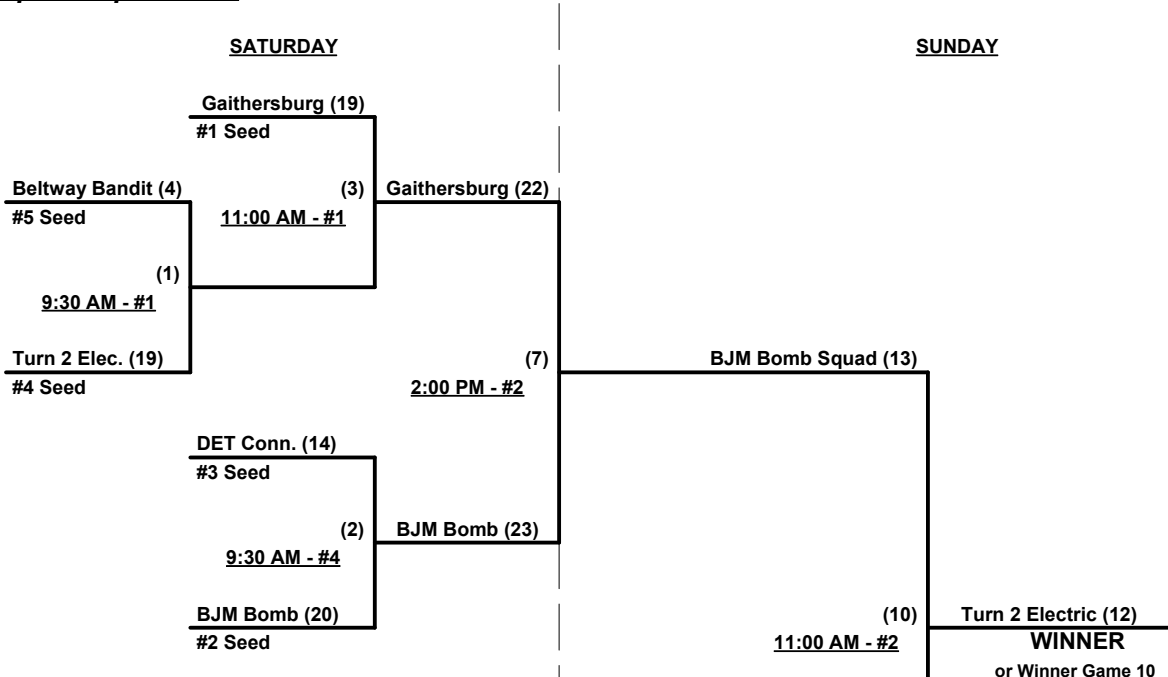 SATURDAY
SUNDAY
Gaithersburg (19)
#1 Seed
Beltway Bandit (4)
(3)
Gaithersburg (22)
#5 Seed
11:00 AM - #1
(1)
9:30 AM - #1
Turn 2 Elec. (19)
(7)
BJM Bomb Squad (13)
#4 Seed
2:00 PM - #2
DET Conn. (14)
#3 Seed
(2)
BJM Bomb (23)
9:30 AM - #4
BJM Bomb (20)
(10)
Turn 2 Electric (12)
#2 Seed
11:00 AM - #2
WINNER
or Winner Game 10